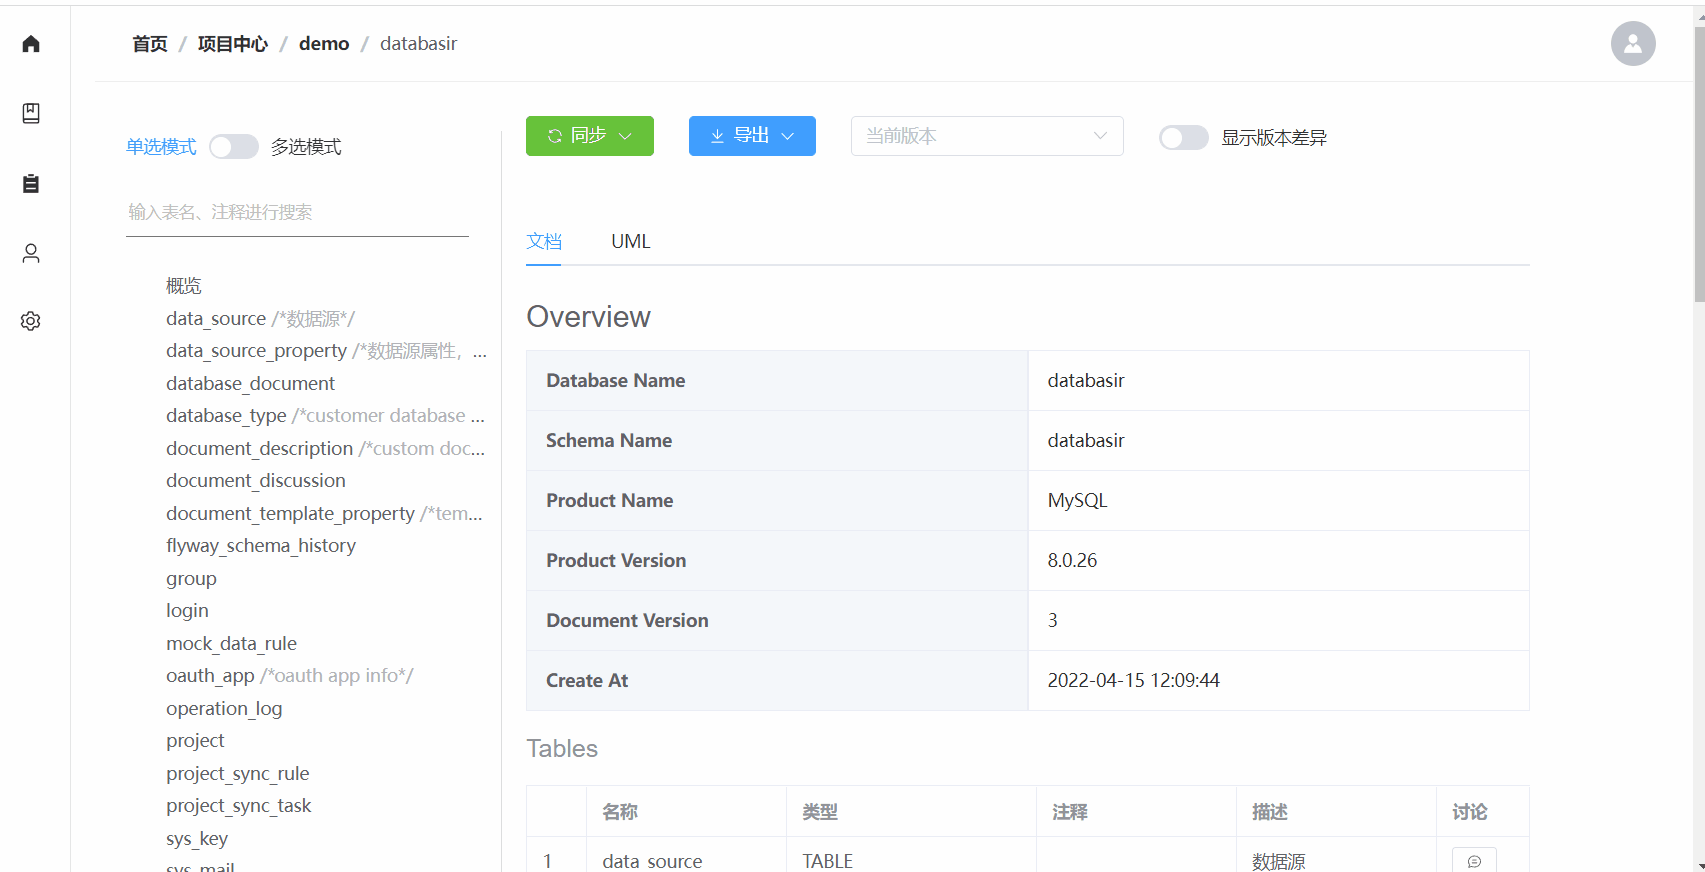 首页 / 项目中心 / demo / databasir
单选模式 多选模式
输入表名、注释进行搜索
概览
data_source /*数据源*/
data_source_property /*数据源属性, ...
database_document
database_type /*customer database ...
document_description /*custom doc...
document_discussion
document_template_property /*tem...
flyway_schema_history
group
login
mock_data_rule
oauth_app /*oauth app info*/
operation_log
project
project_sync_rule
project_sync_task
sys_key
sys_mail
同步 导出 当前版本 显示版本差异
文档 UML
Overview
Database Name databasir
Schema Name databasir
Product Name MySQL
Product Version 8.0.26
Document Version 3
Create At 2022-04-15 12:09:44
Tables
名称 类型 注释 描述 讨论
1 data_source TABLE 数据源